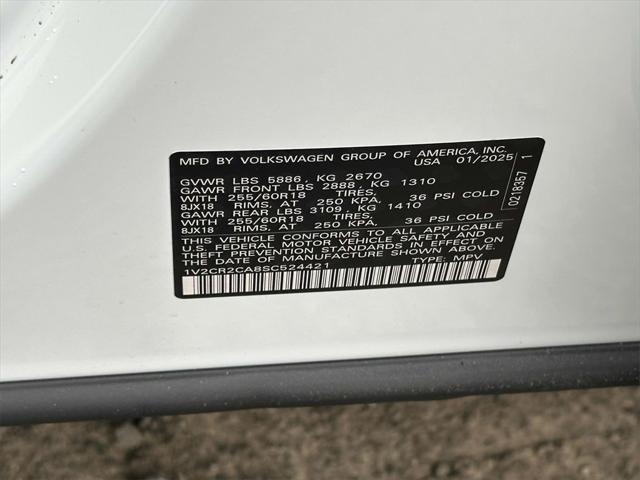 MFD BY VOLKSWAGEN GROUP OF AMERICA, INC.
USA 01/2025
GVWR LBS 5886, KG 2670
GAWR FRONT LBS 2888, KG 1310
WITH 255/60R18 TIRES,
8JX18 RIMS, AT 250 KPA, 36 PSI COLD
GAWR REAR LBS 3109, KG 1410
WITH 255/60R18 TIRES,
8JX18 RIMS, AT 250 KPA, 36 PSI COLD
THIS VEHICLE CONFORMS TO ALL APPLICABLE
U.S. FEDERAL MOTOR VEHICLE SAFETY AND
THEFT PREVENTION STANDARDS IN EFFECT ON
THE DATE OF MANUFACTURE SHOWN ABOVE.
1V2CR2CA8SC524421 TYPE: MPV
0218357 1